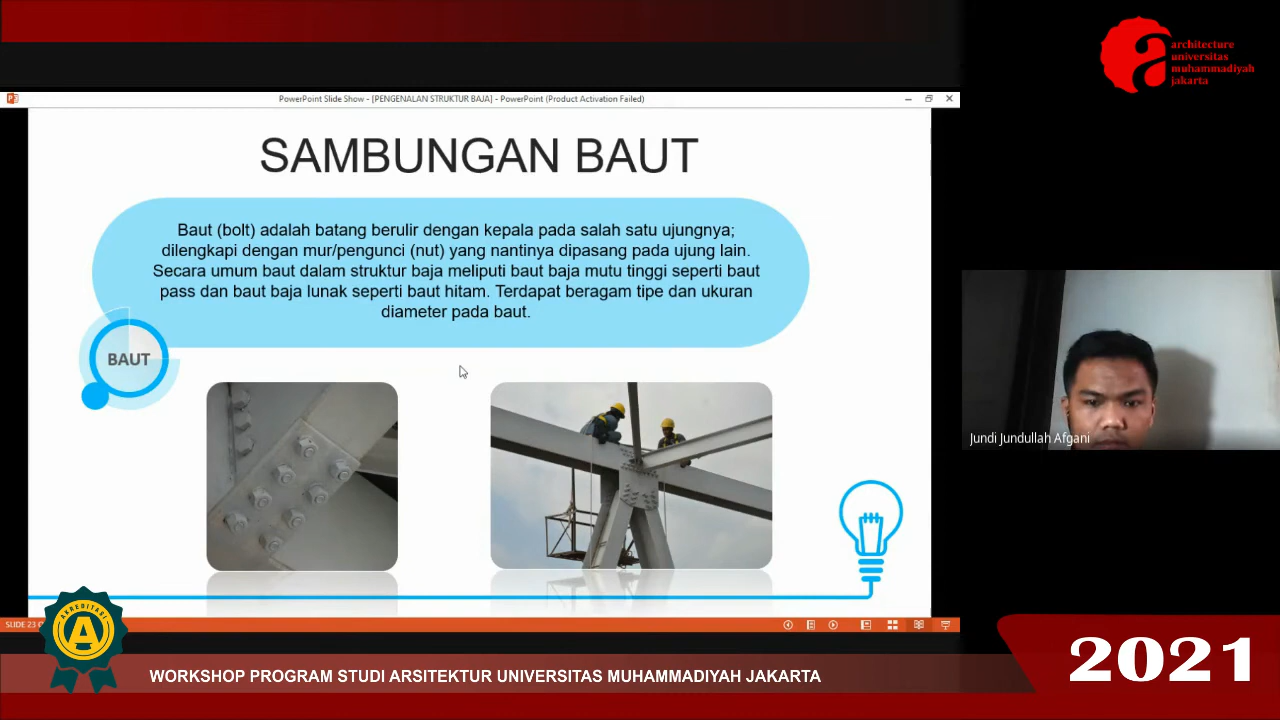 architecture
universitas
muhammadiyah
jakarta
PowerPoint Slide Show - [PENGENALAN STRUKTUR BAJA] - PowerPoint (Product Activation Failed)
SAMBUNGAN BAUT
Baut (bolt) adalah batang berulir dengan kepala pada salah satu ujungnya;
dilengkapi dengan mur/pengunci (nut) yang nantinya dipasang pada ujung lain.
Secara umum baut dalam struktur baja meliputi baut baja mutu tinggi seperti baut
pass dan baut baja lunak seperti baut hitam. Terdapat beragam tipe dan ukuran
diameter pada baut.
BAUT
Jundi Jundullah Afgani
SLIDE 23
AKREDITASI
A
WORKSHOP PROGRAM STUDI ARSITEKTUR UNIVERSITAS MUHAMMADIYAH JAKARTA
2021